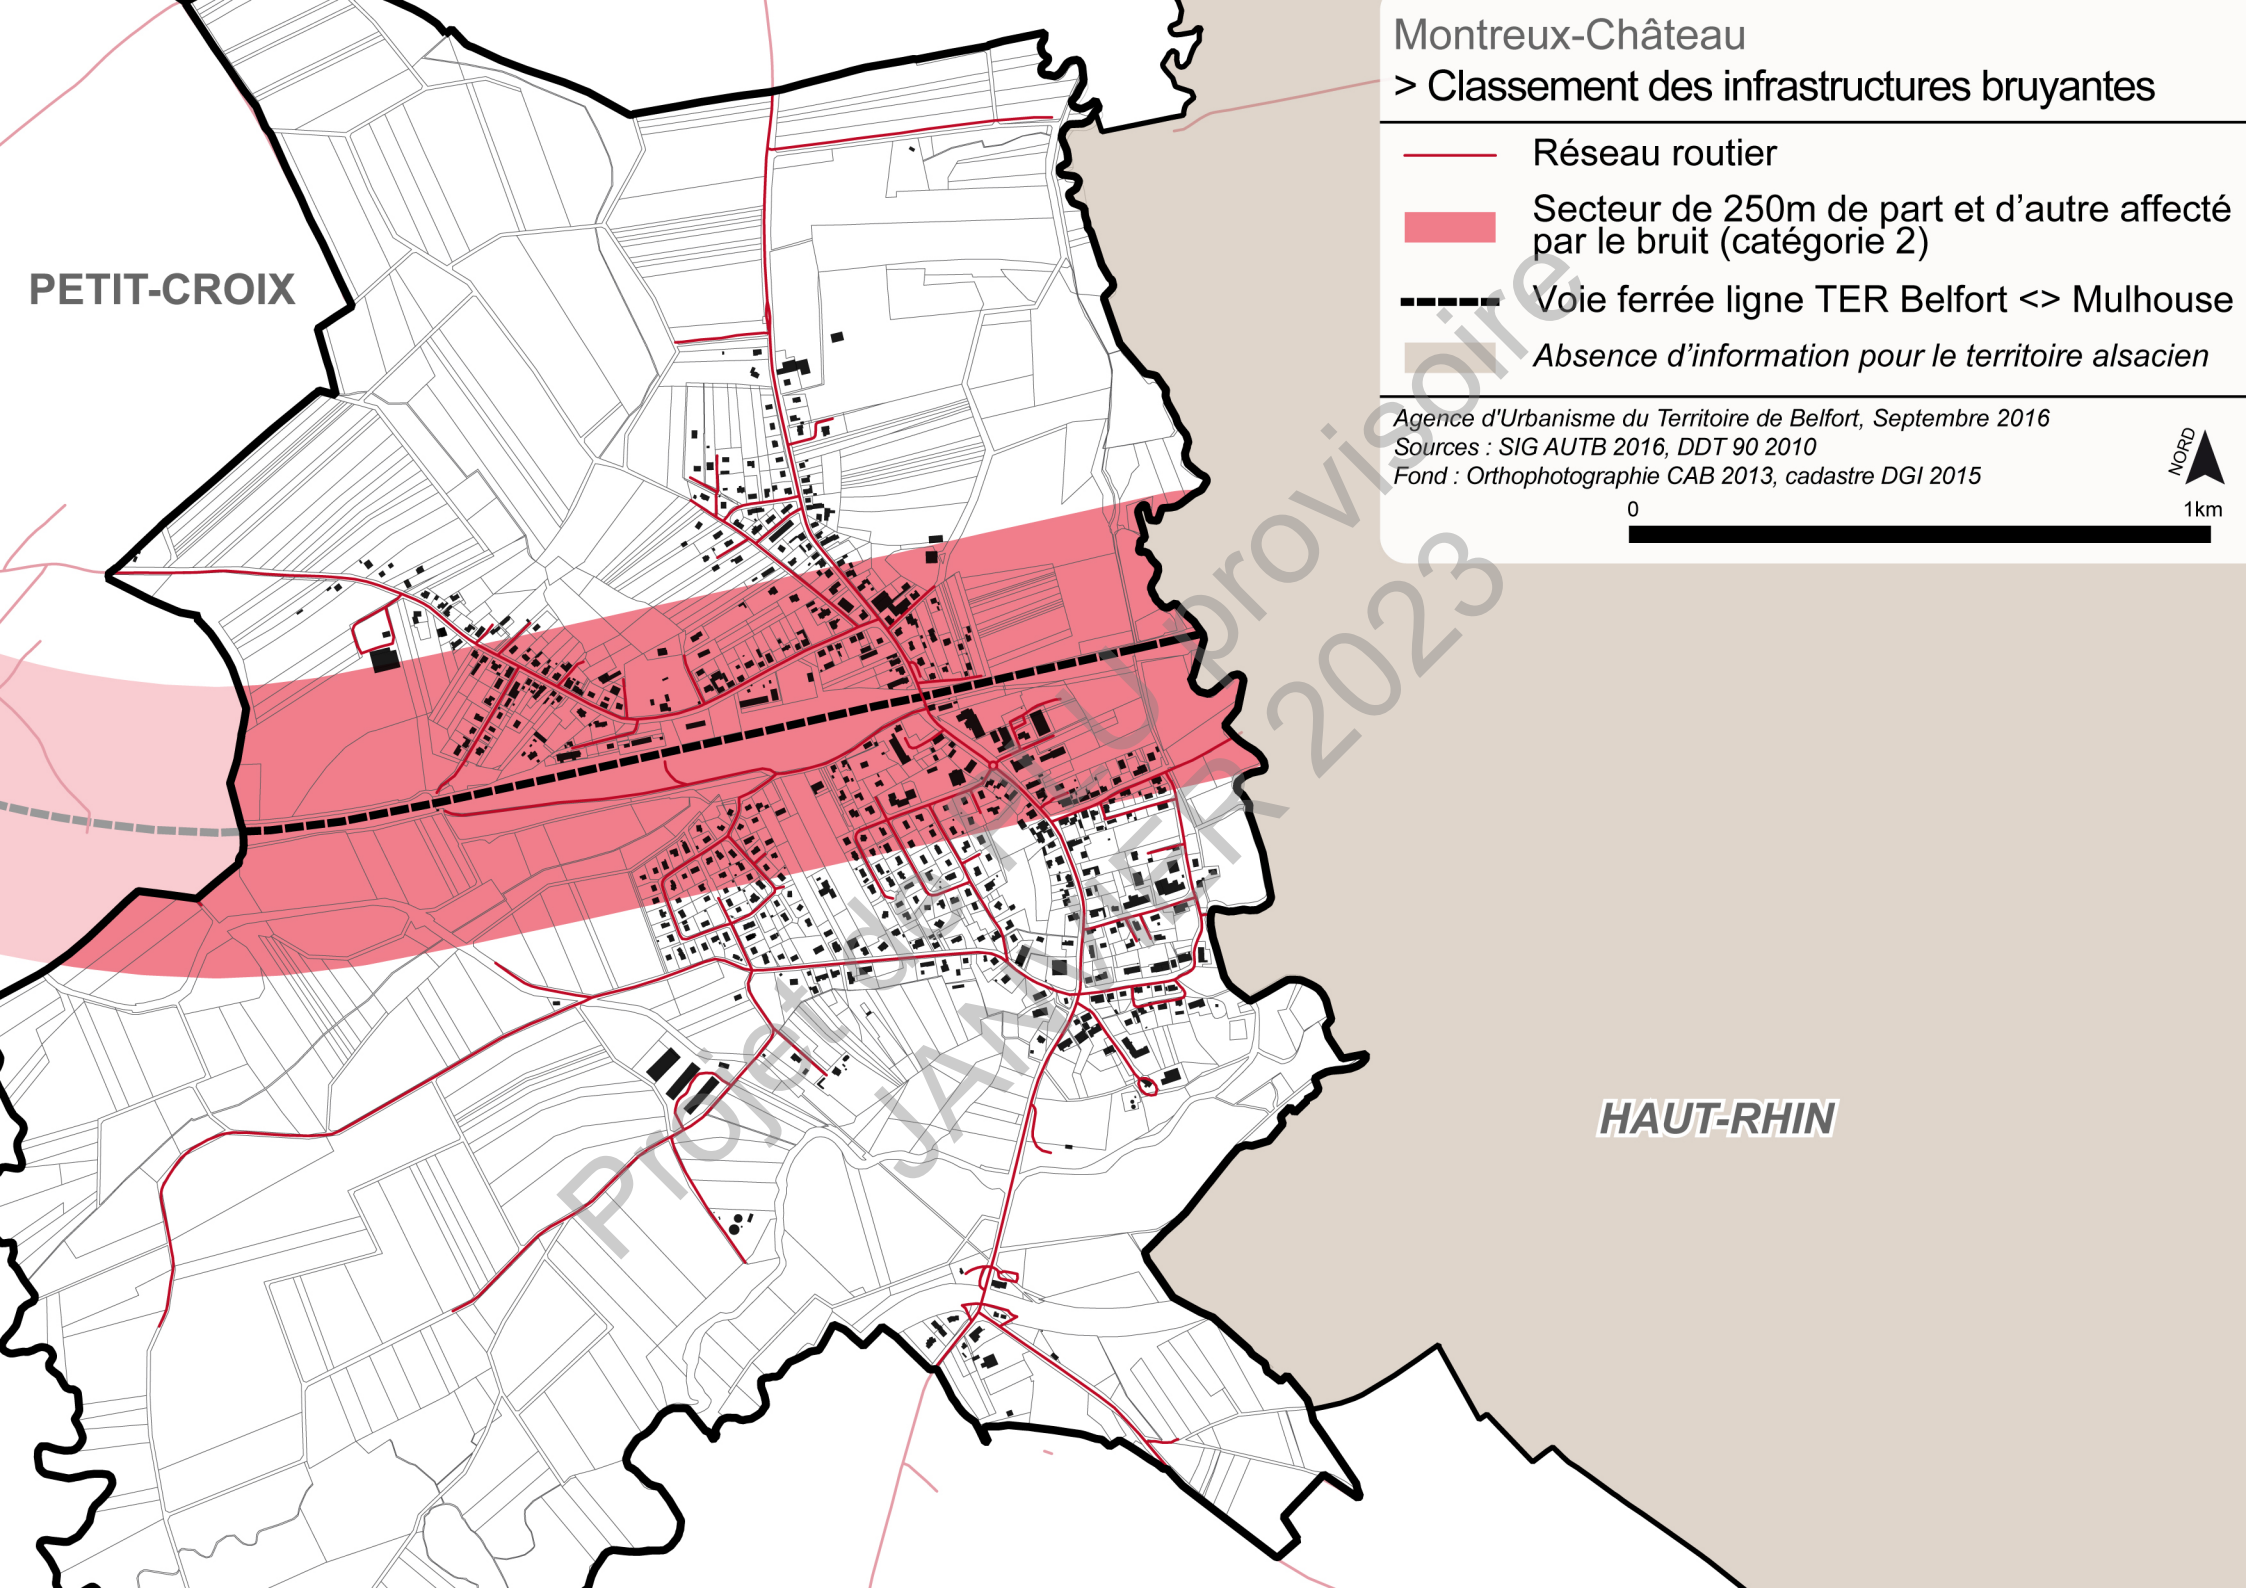 Montreux-Château
> Classement des infrastructures bruyantes
Réseau routier
Secteur de 250m de part et d'autre affecté
par le bruit (catégorie 2)
Voie ferrée ligne TER Belfort <> Mulhouse
Absence d'information pour le territoire alsacien
Agence d'Urbanisme du Territoire de Belfort, Septembre 2016
Sources : SIG AUTB 2016, DDT 90 2010
Fond : Orthophotographie CAB 2013, cadastre DGI 2015
NORD
0 1km
PETIT-CROIX
HAUT-RHIN
Projet de PLU provisoire
JANVIER 2023